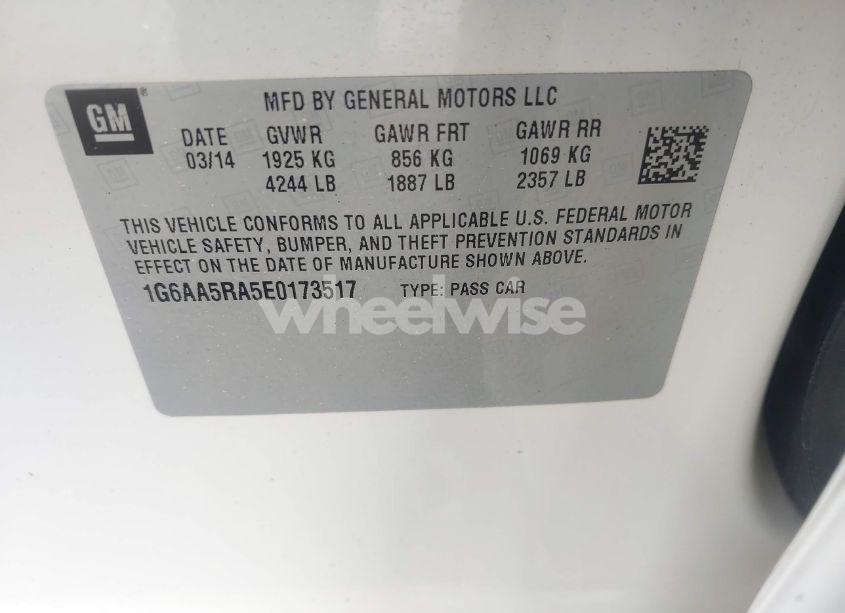 GM®
MFD BY GENERAL MOTORS LLC
DATE GVWR GAWR FRT GAWR RR
03/14 1925 KG 856 KG 1069 KG
4244 LB 1887 LB 2357 LB
THIS VEHICLE CONFORMS TO ALL APPLICABLE U.S. FEDERAL MOTOR
VEHICLE SAFETY, BUMPER, AND THEFT PREVENTION STANDARDS IN
EFFECT ON THE DATE OF MANUFACTURE SHOWN ABOVE.
1G6AA5RA5E0173517 TYPE: PASS CAR
wheelwise